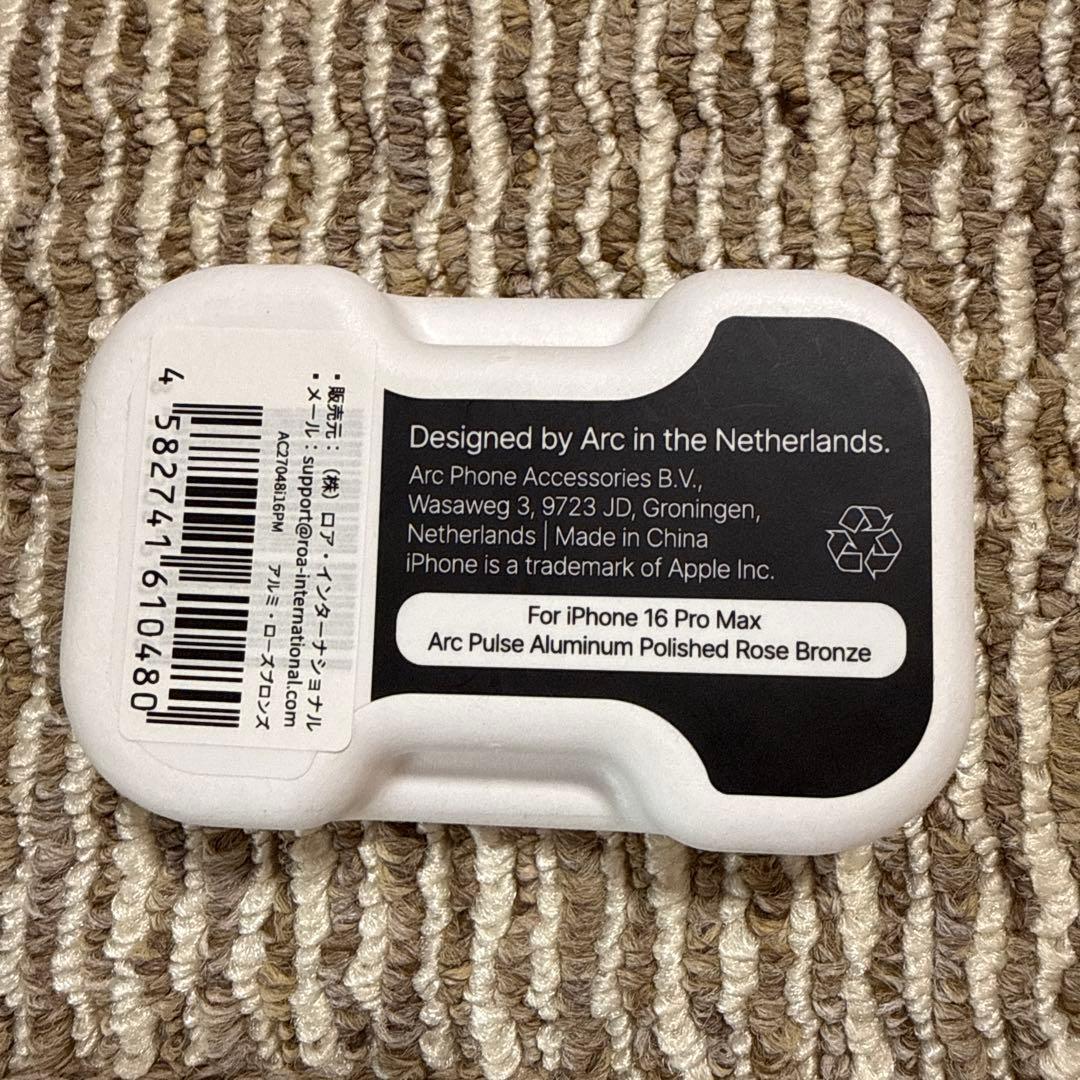 Designed by Arc in the Netherlands.
Arc Phone Accessories B.V.,
Wasaweg 3, 9723 JD, Groningen,
Netherlands | Made in China
iPhone is a trademark of Apple Inc.
For iPhone 16 Pro Max
Arc Pulse Aluminum Polished Rose Bronze
・販売元：（株）ロア・インターナショナル
・メール：support@roa-international.com
AC27048i16PM アルミ・ローズブロンズ
4 582741 610480